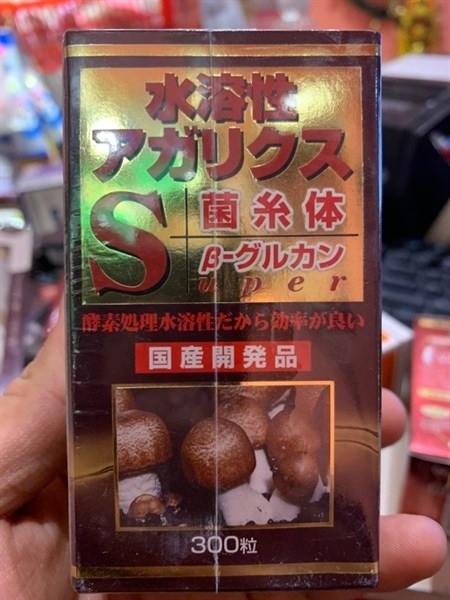 水溶性
アガリクス
Super
菌糸体
β-グルカン
酵素処理水溶性だから効率が良い
国産開発品
300粒